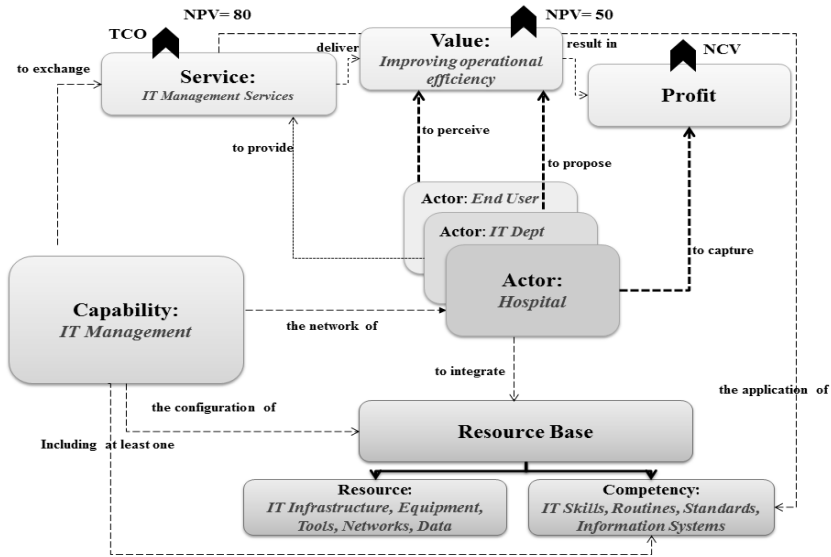 NPV= 80
NPV= 50
TCO
deliver
Value:
result in
NCV
to exchange
Service:
IT Management Services
Improving operational
efficiency
Profit
to perceive
to provide
to propose
Actor: End User
Actor: IT Dept
to capture
Capability:
IT Management
Actor:
Hospital
the network of
to integrate
the application of
the configuration of
Including at least one
Resource Base
Resource:
IT Infrastructure, Equipment,
Tools, Networks, Data
Competency:
IT Skills, Routines, Standards,
Information Systems